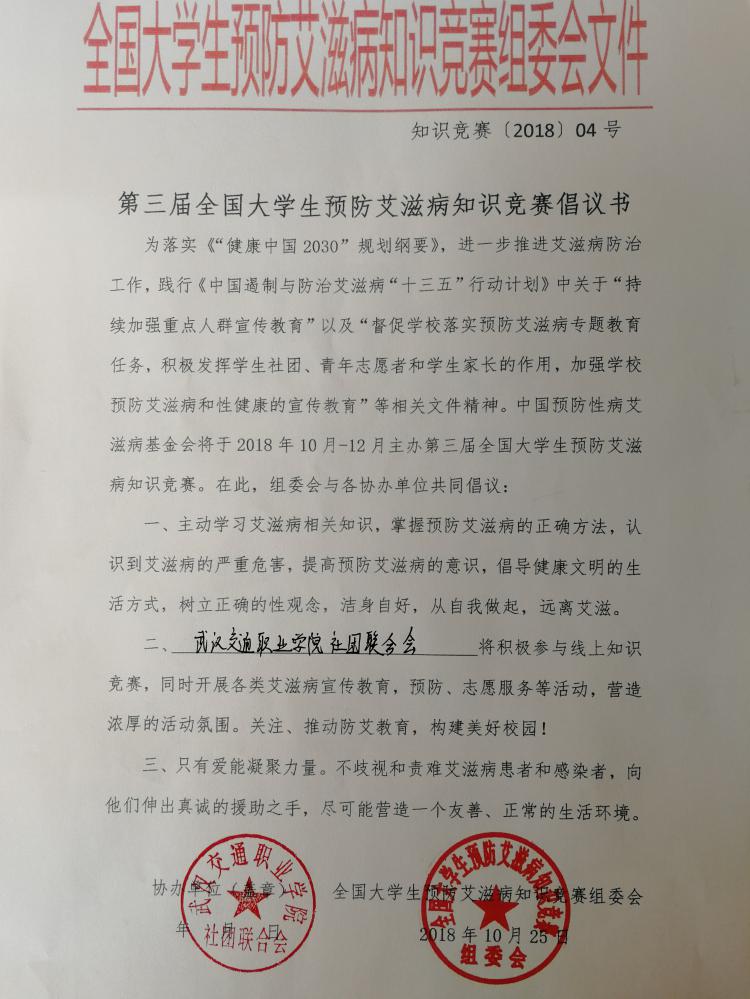 全国大学生预防艾滋病知识竞赛组委会文件
知识竞赛〔2018〕04 号
第三届全国大学生预防艾滋病知识竞赛倡议书
为落实《“健康中国 2030”规划纲要》，进一步推进艾滋病防治
工作，践行《中国遏制与防治艾滋病“十三五”行动计划》中关于“持
续加强重点人群宣传教育”以及“督促学校落实预防艾滋病专题教育
任务，积极发挥学生社团、青年志愿者和学生家长的作用，加强学校
预防艾滋病和性健康的宣传教育”等相关文件精神。中国预防性病艾
滋病基金会将于 2018 年 10 月-12 月主办第三届全国大学生预防艾滋
病知识竞赛。在此，组委会与各协办单位共同倡议：
一、主动学习艾滋病相关知识，掌握预防艾滋病的正确方法，认
识到艾滋病的严重危害，提高预防艾滋病的意识，倡导健康文明的生
活方式，树立正确的性观念，洁身自好，从自我做起，远离艾滋。
二、武汉交通职业学院社团联合会将积极参与线上知识
竞赛，同时开展各类艾滋病宣传教育，预防、志愿服务等活动，营造
浓厚的活动氛围。关注、推动防艾教育，构建美好校园！
三、只有爱能凝聚力量。不歧视和责难艾滋病患者和感染者，向
他们伸出真诚的援助之手，尽可能营造一个友善、正常的生活环境。
协办单位（盖章） 全国大学生预防艾滋病知识竞赛组委会
年 月 日 2018 年 10 月 25 日
武汉交通职业学院
社团联合会
全国大学生预防艾滋病知识竞赛
组委会